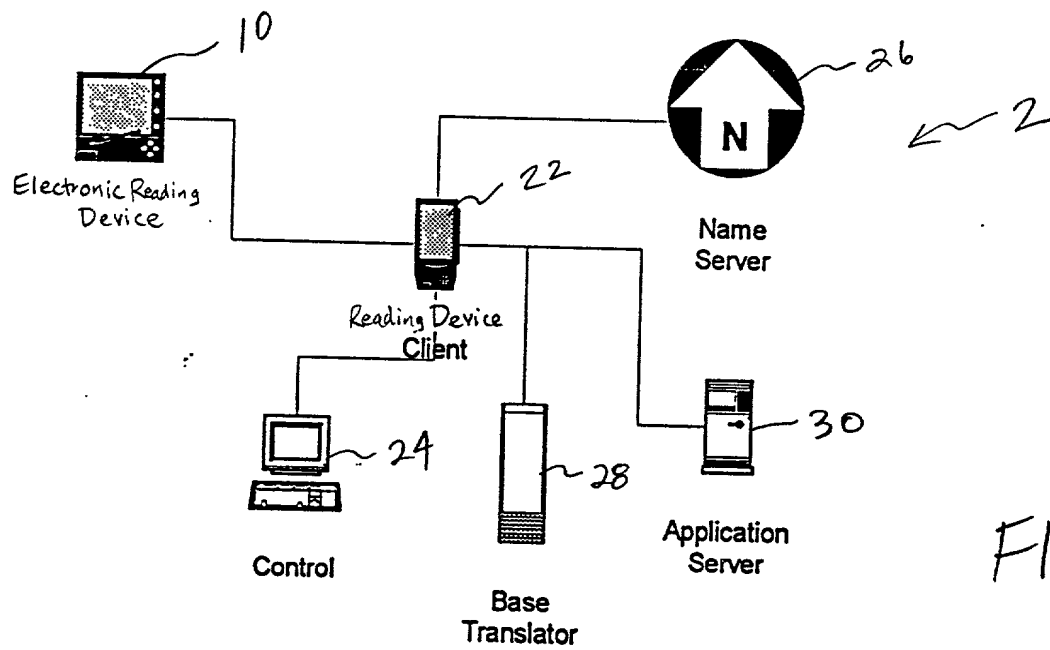 10
26
2
N
Electronic Reading
Device
22
Name
Server
Reading Device
Client
24
28
30
Control
Application
Server
Base
Translator